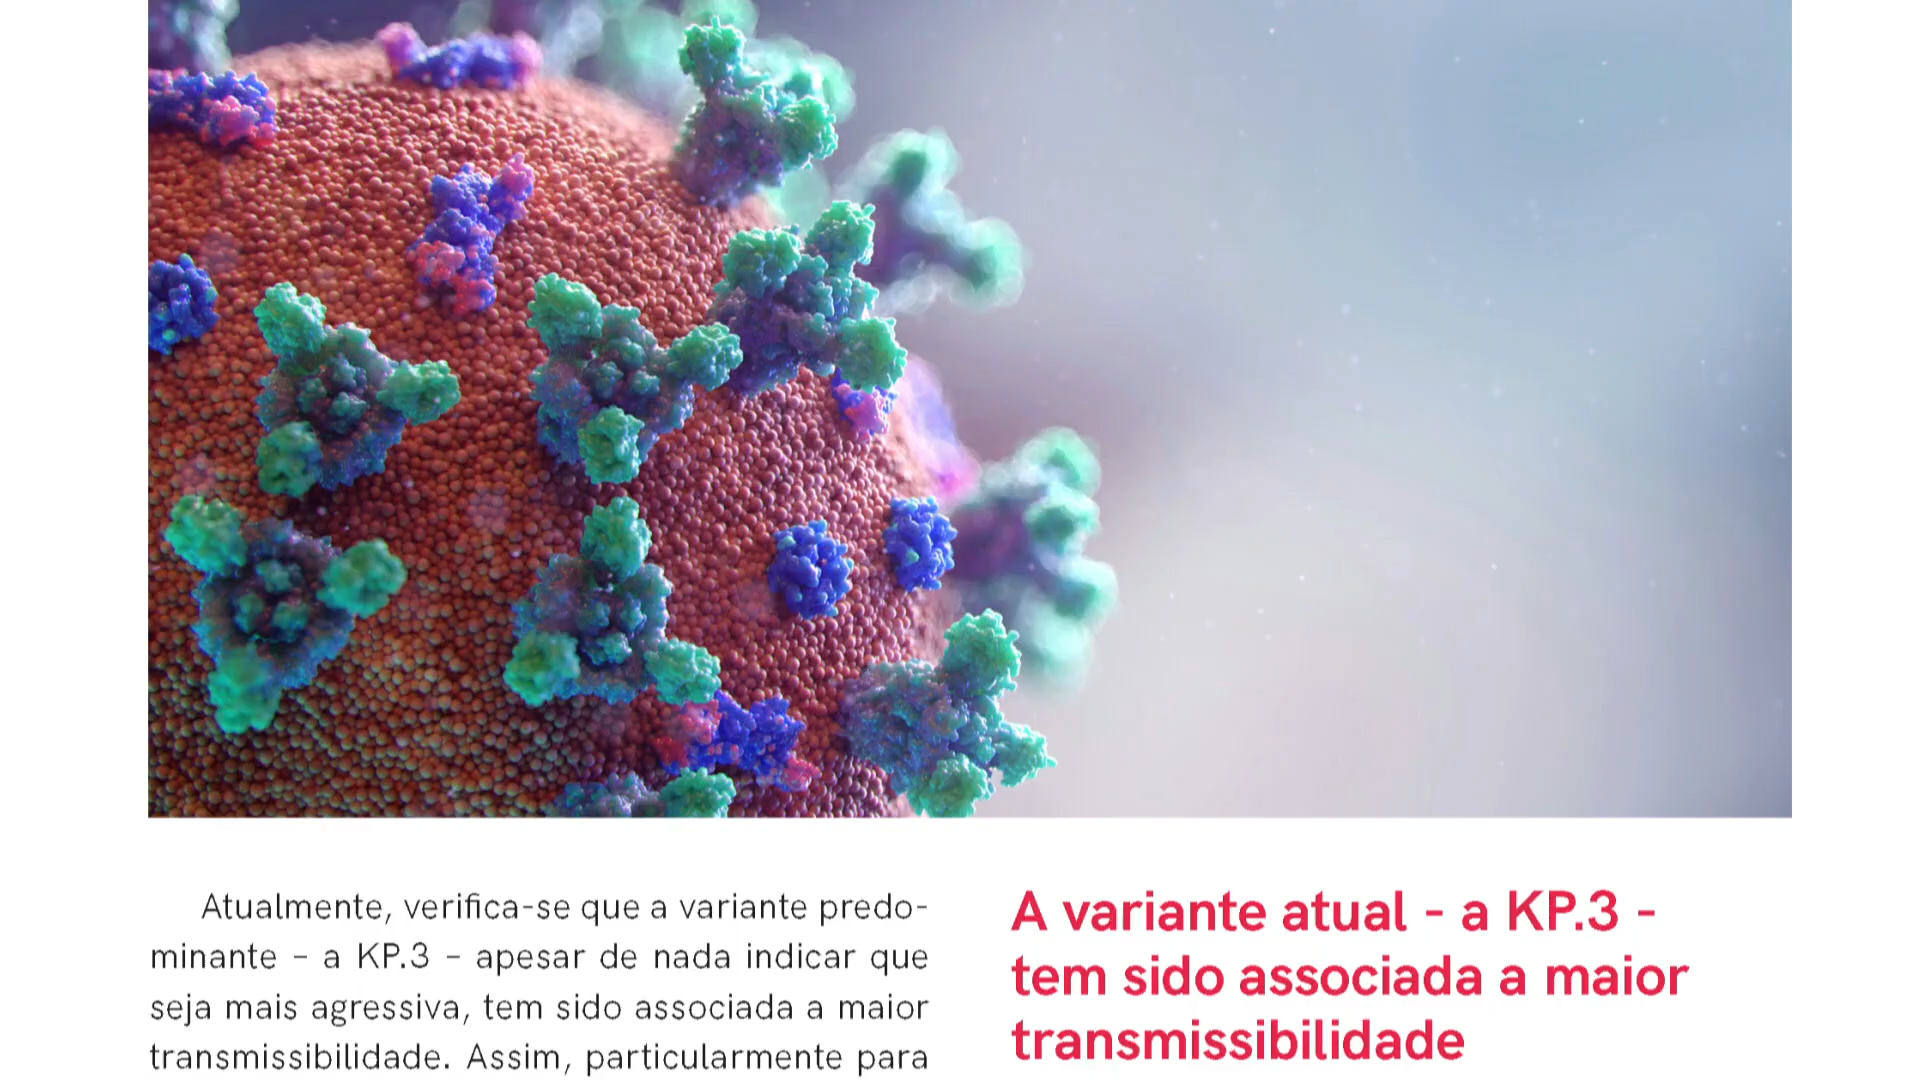 Atualmente, verifica-se que a variante predo-
minante – a KP.3 – apesar de nada indicar que
seja mais agressiva, tem sido associada a maior
transmissibilidade. Assim, particularmente para
A variante atual - a KP.3 -
tem sido associada a maior
transmissibilidade